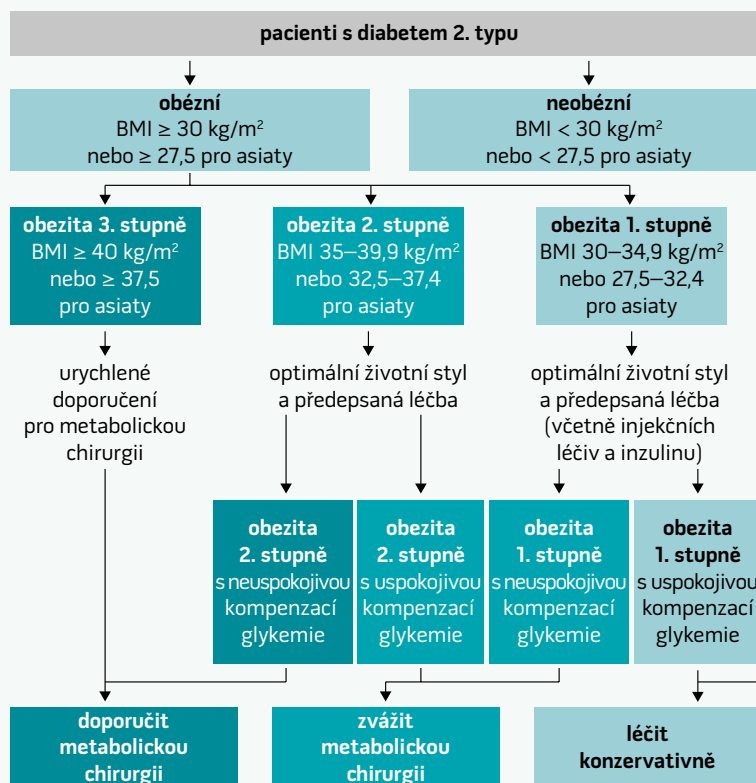 pacienti s diabetem 2. typu
obézní
BMI ≥ 30 kg/m²
nebo ≥ 27,5 pro asiaty
neobézní
BMI < 30 kg/m²
nebo < 27,5 pro asiaty
obezita 3. stupně
BMI ≥ 40 kg/m²
nebo ≥ 37,5
pro asiaty
obezita 2. stupně
BMI 35–39,9 kg/m²
nebo 32,5–37,4
pro asiaty
obezita 1. stupně
BMI 30–34,9 kg/m²
nebo 27,5–32,4
pro asiaty
urychlené
doporučení
pro metabolickou
chirurgii
optimální životní styl
a předepsaná léčba
optimální životní styl
a předepsaná léčba
(včetně injekčních
léčiv a inzulinu)
obezita
2. stupně
s neuspokojivou
kompenzací
glykemie
obezita
2. stupně
s uspokojivou
kompenzací
glykemie
obezita
1. stupně
s neuspokojivou
kompenzací
glykemie
obezita
1. stupně
s uspokojivou
kompenzací
glykemie
doporučit
metabolickou
chirurgii
zvážit
metabolickou
chirurgii
léčit
konzervativně